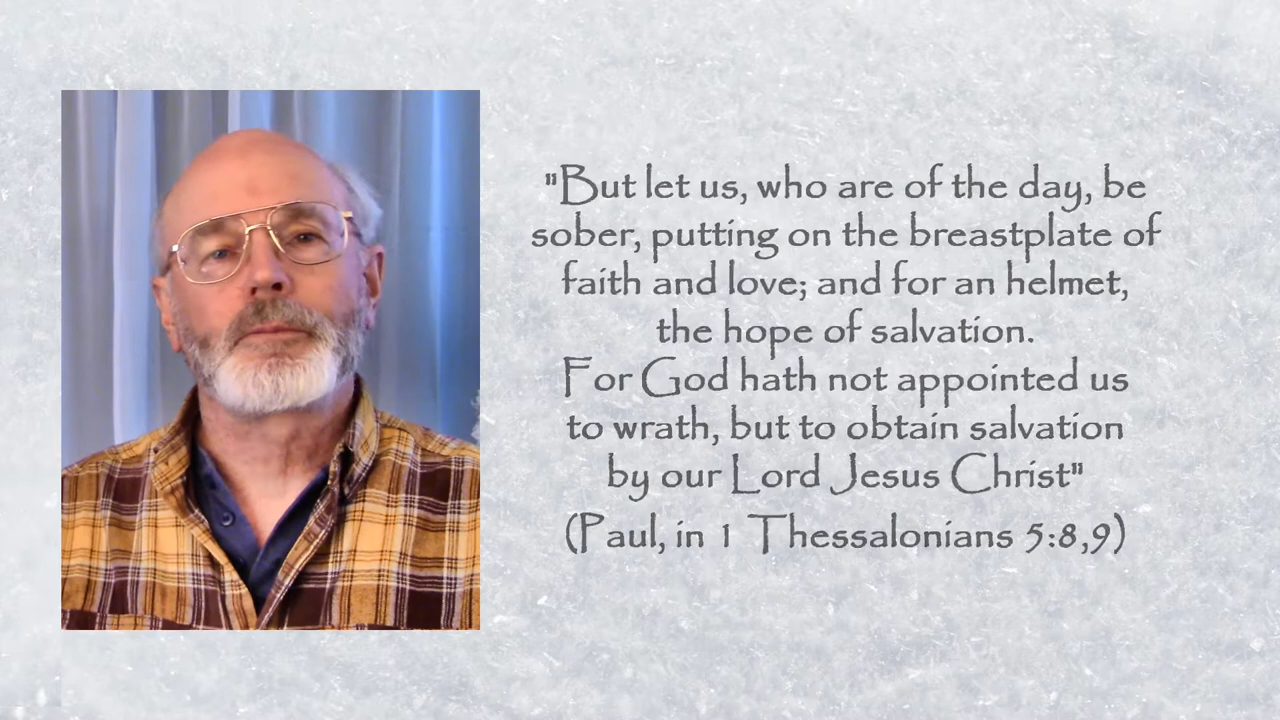 "But let us, who are of the day, be
sober, putting on the breastplate of
faith and love; and for an helmet,
the hope of salvation.
For God hath not appointed us
to wrath, but to obtain salvation
by our Lord Jesus Christ"
(Paul, in 1 Thessalonians 5:8,9)